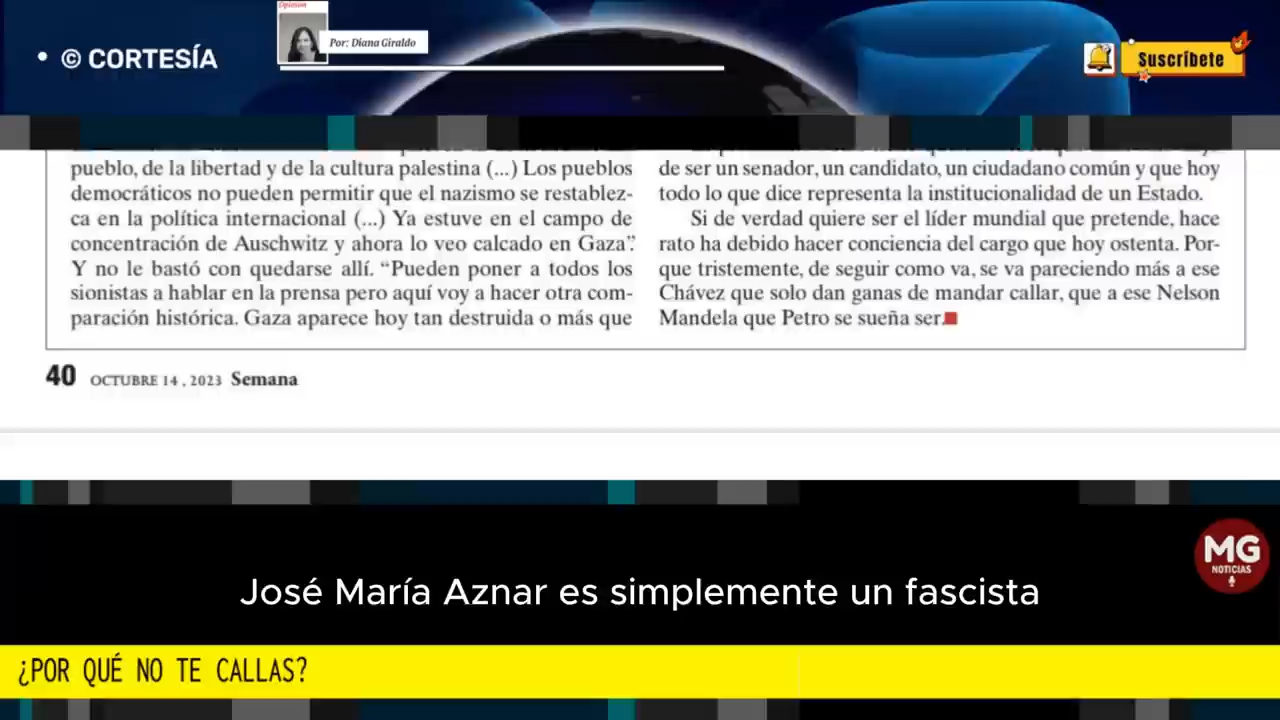 Opinión
• © CORTESÍA
Por: Diana Giraldo
Suscríbete
pueblo, de la libertad y de la cultura palestina (...) Los pueblos
democráticos no pueden permitir que el nazismo se restablez-
ca en la política internacional (...) Ya estuve en el campo de
concentración de Auschwitz y ahora lo veo calcado en Gaza”.
Y no le bastó con quedarse allí. “Pueden poner a todos los
sionistas a hablar en la prensa pero aquí voy a hacer otra com-
paración histórica. Gaza aparece hoy tan destruida o más que
de ser un senador, un candidato, un ciudadano común y que hoy
todo lo que dice representa la institucionalidad de un Estado.
Si de verdad quiere ser el líder mundial que pretende, hace
rato ha debido hacer conciencia del cargo que hoy ostenta. Por-
que tristemente, de seguir como va, se va pareciendo más a ese
Chávez que solo dan ganas de mandar callar, que a ese Nelson
Mandela que Petro se sueña ser.
40 OCTUBRE 14, 2023 Semana
José María Aznar es simplemente un fascista
MG
NOTICIAS
¿POR QUÉ NO TE CALLAS?